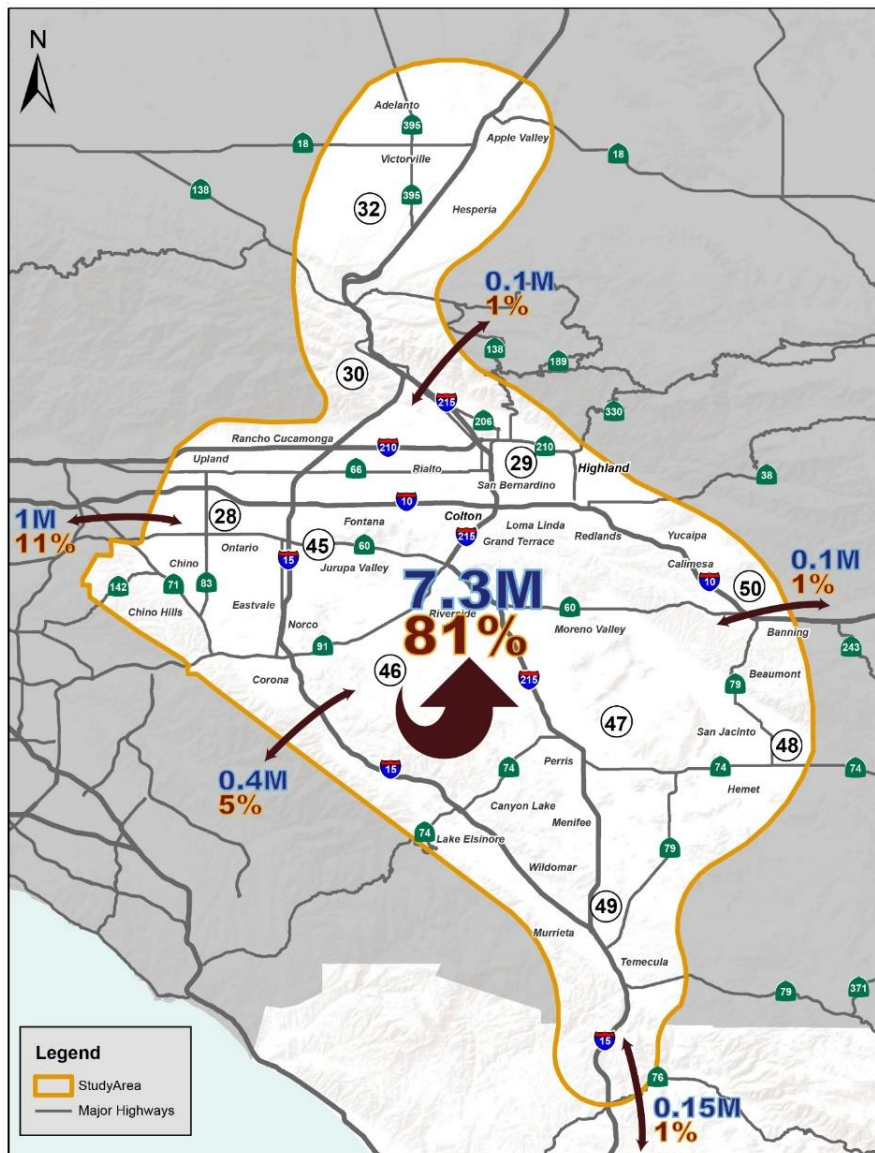 N
Adelanto
395
18
Apple Valley
18
Victorville
138
395
32
Hesperia
0.1M
1%
138
189
30
215
330
206
Rancho Cucamonga
210
210
Highland
Upland
66
Rialto
29
38
San Bernardino
10
1M
11%
28
Fontana
Colton
Loma Linda
Redlands
Yucaipa
45
215
Grand Terrace
Ontario
60
Calimesa
0.1M
1%
Chino
15
Jurupa Valley
10
50
142
71
83
7.3M
81%
Chino Hills
Eastvale
Riverside
60
Norco
Moreno Valley
Banning
91
243
Corona
46
215
79
Beaumont
47
San Jacinto
48
0.4M
5%
15
Perris
74
74
74
Hemet
Canyon Lake
Menifee
74
Lake Elsinore
79
Wildomar
49
Murrieta
Temecula
79
371
15
Legend
StudyArea
Major Highways
76
0.15M
1%